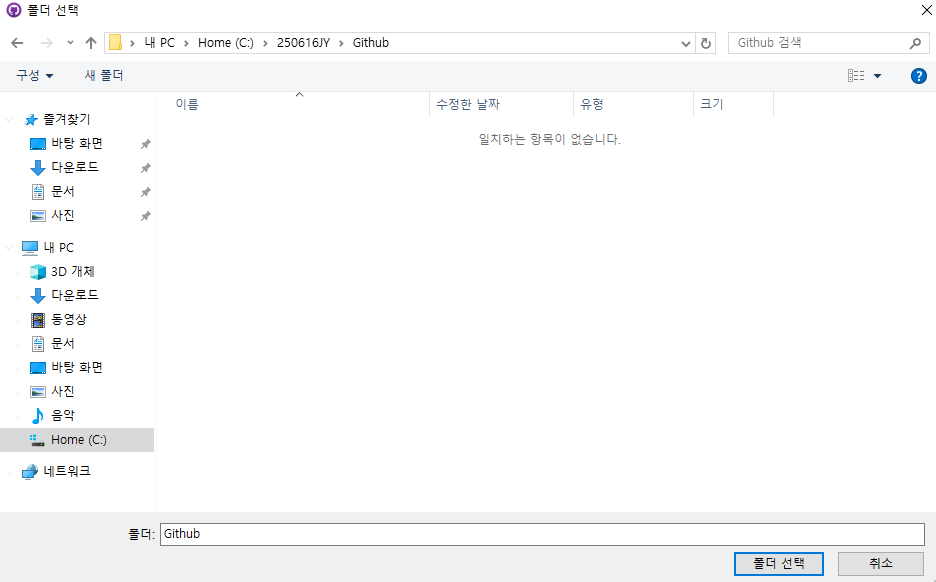 폴더 선택
내 PC > Home (C:) > 250616JY > Github
Github 검색
구성 새 폴더
이름 수정한 날짜 유형 크기
일치하는 항목이 없습니다.
즐겨찾기
바탕 화면
다운로드
문서
사진
내 PC
3D 개체
다운로드
동영상
문서
바탕 화면
사진
음악
Home (C:)
네트워크
폴더: Github
폴더 선택 취소